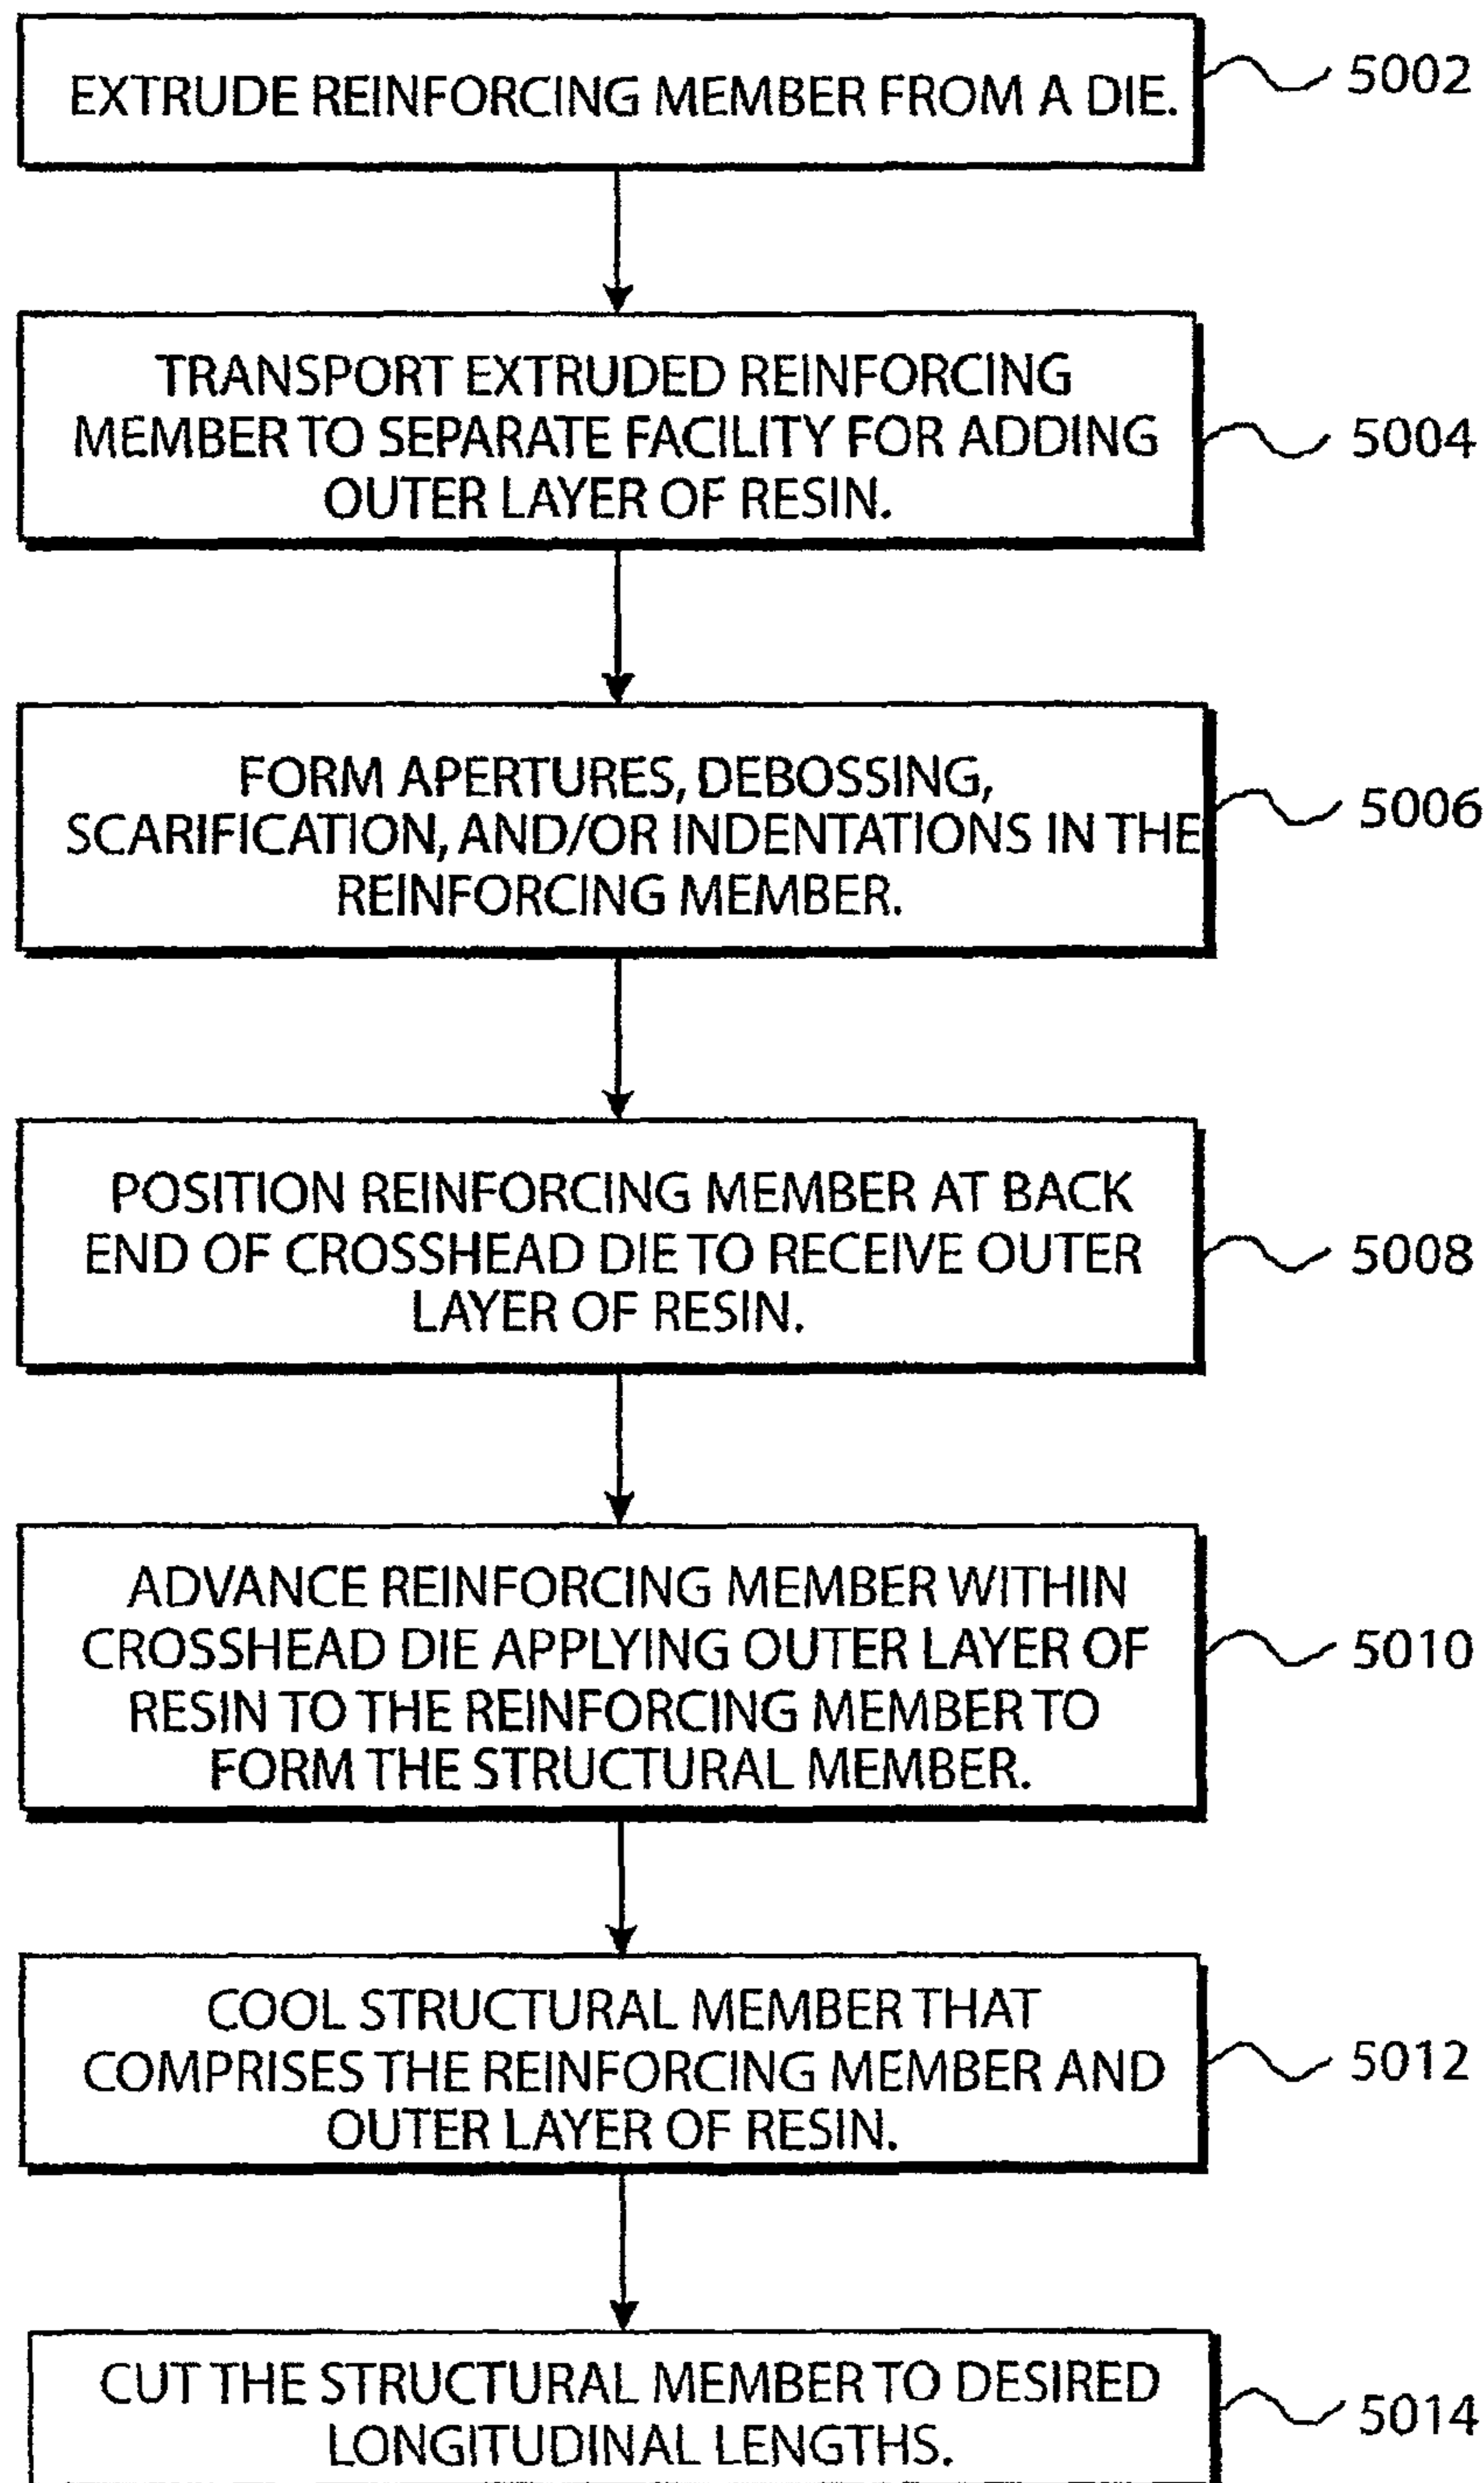 EXTRUDE REINFORCING MEMBER FROM A DIE.
5002
TRANSPORT EXTRUDED REINFORCING
MEMBER TO SEPARATE FACILITY FOR ADDING
OUTER LAYER OF RESIN.
5004
FORM APERTURES, DEBOSSING,
SCARIFICATION, AND/OR INDENTATIONS IN THE
REINFORCING MEMBER.
5006
POSITION REINFORCING MEMBER AT BACK
END OF CROSSHEAD DIE TO RECEIVE OUTER
LAYER OF RESIN.
5008
ADVANCE REINFORCING MEMBER WITHIN
CROSSHEAD DIE APPLYING OUTER LAYER OF
RESIN TO THE REINFORCING MEMBER TO
FORM THE STRUCTURAL MEMBER.
5010
COOL STRUCTURAL MEMBER THAT
COMPRISES THE REINFORCING MEMBER AND
OUTER LAYER OF RESIN.
5012
CUT THE STRUCTURAL MEMBER TO DESIRED
LONGITUDINAL LENGTHS.
5014